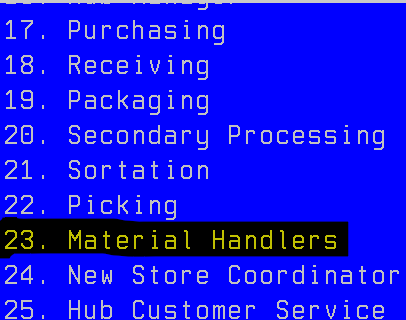 17. Purchasing
18. Receiving
19. Packaging
20. Secondary Processing
21. Sortation
22. Picking
23. Material Handlers
24. New Store Coordinator
25. Hub Customer Service